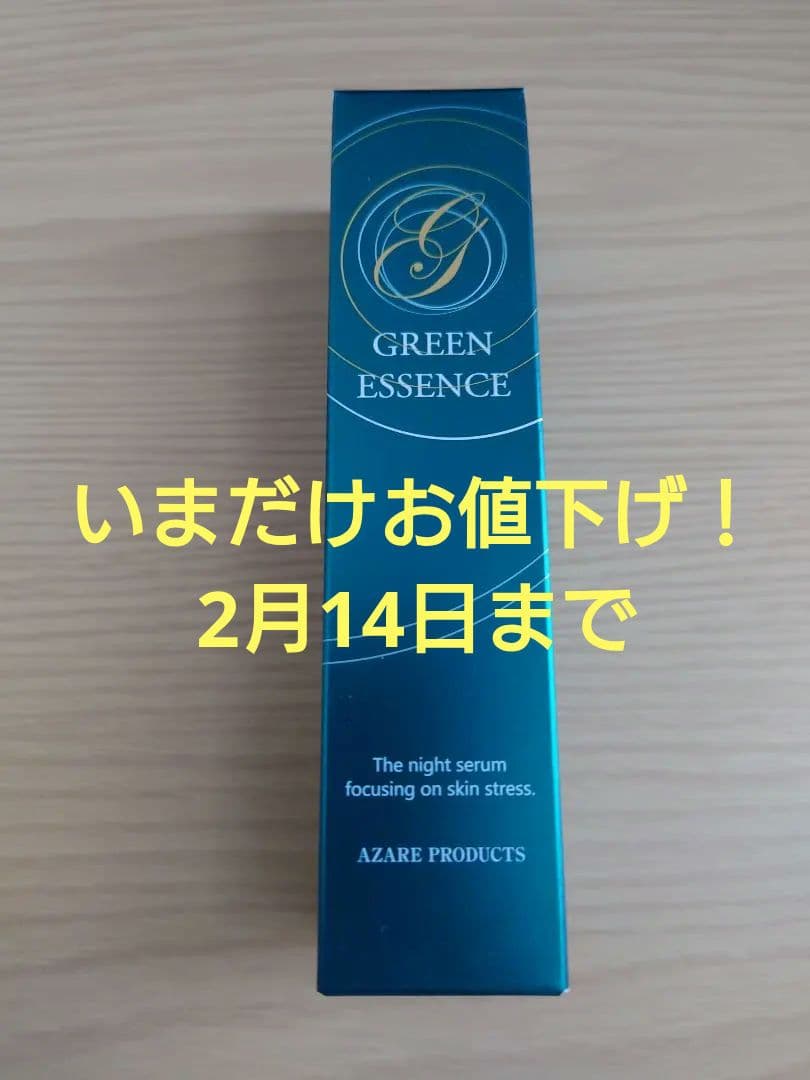 G
GREEN
ESSENCE
いまだけお値下げ！
2月14日まで
The night serum
focusing on skin stress.
AZARE PRODUCTS